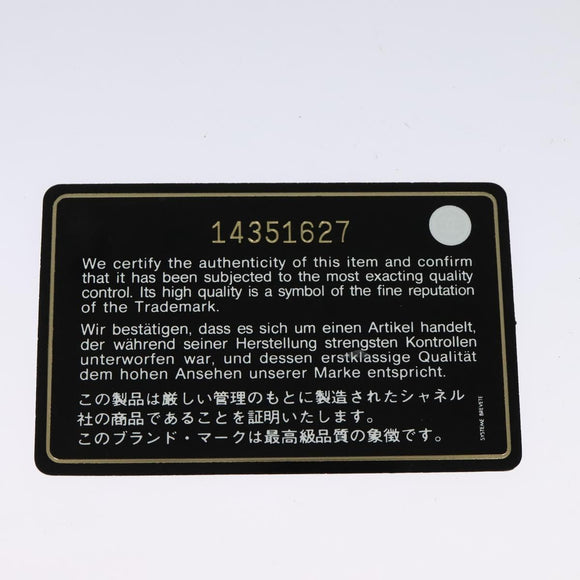 14351627
We certify the authenticity of this item and confirm
that it has been subjected to the most exacting quality
control. Its high quality is a symbol of the fine reputation
of the Trademark.
Wir bestätigen, dass es sich um einen Artikel handelt,
der während seiner Herstellung strengsten Kontrollen
unterworfen war, und dessen erstklassige Qualität
dem hohen Ansehen unserer Marke entspricht.
この製品は厳しい管理のもとに製造されたシャネル
社の商品であることを証明いたします。
このブランド・マークは最高級品質の象徴です。
SYSTEME BREVETE